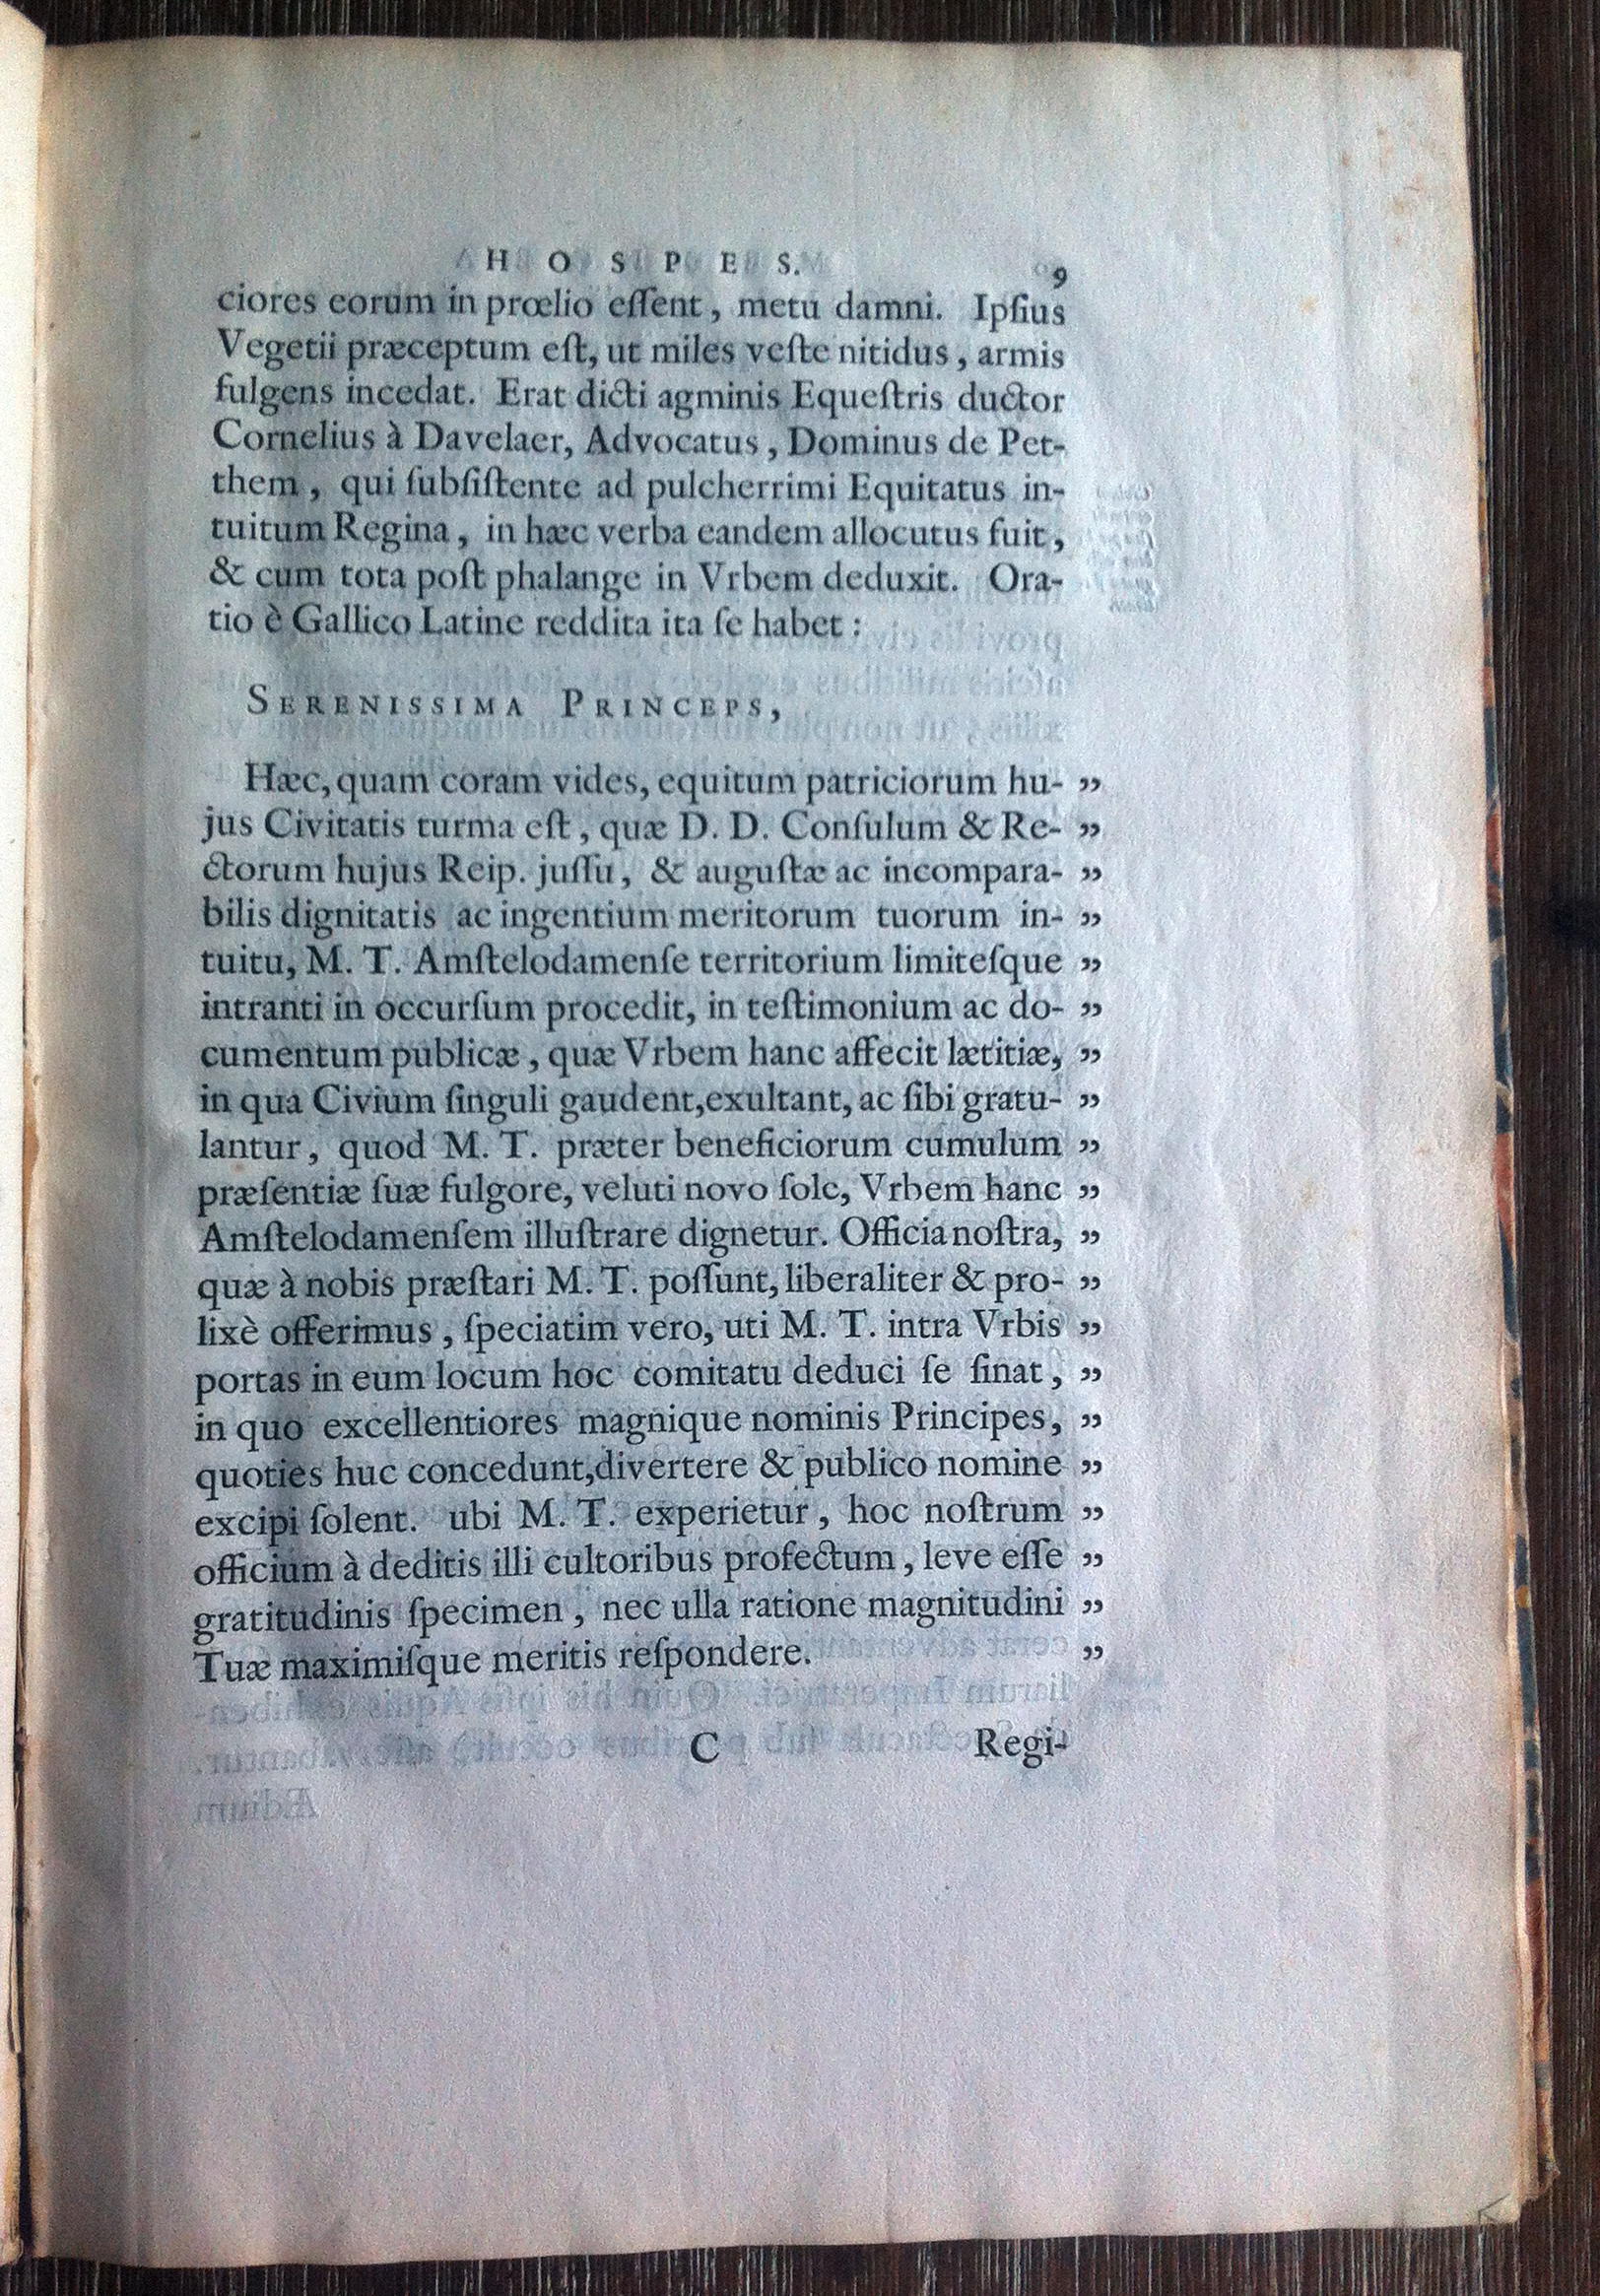 HOSPES. 9
ciores eorum in prœlio eſſent, metu damni. Ipſius
Vegetii præceptum eſt, ut miles veſte nitidus, armis
fulgens incedat. Erat dicti agminis Equeſtris ductor
Cornelius à Davelaer, Advocatus, Dominus de Pet-
them, qui ſubſiſtente ad pulcherrimi Equitatus in-
tuitum Regina, in hæc verba eandem allocutus fuit,
& cum tota poſt phalange in Vrbem deduxit. Ora-
tio è Gallico Latine reddita ita ſe habet:
SERENISSIMA PRINCEPS,
Hæc, quam coram vides, equitum patriciorum hu- ”
jus Civitatis turma eſt, quæ D. D. Conſulum & Re- ”
ctorum hujus Reip. juſſu, & auguſtæ ac incompara- ”
bilis dignitatis ac ingentium meritorum tuorum in- ”
tuitu, M. T. Amſtelodamenſe territorium limiteſque ”
intranti in occurſum procedit, in teſtimonium ac do- ”
cumentum publicæ, quæ Vrbem hanc affecit lætitiæ, ”
in qua Civium ſinguli gaudent, exultant, ac ſibi gratu- ”
lantur, quod M. T. præter beneficiorum cumulum ”
præſentiæ ſuæ fulgore, veluti novo ſole, Vrbem hanc ”
Amſtelodamenſem illuſtrare dignetur. Officia noſtra, ”
quæ à nobis præſtari M. T. poſſunt, liberaliter & pro- ”
lixè offerimus, ſpeciatim vero, uti M. T. intra Vrbis ”
portas in eum locum hoc comitatu deduci ſe ſinat, ”
in quo excellentiores magnique nominis Principes, ”
quoties huc concedunt, divertere & publico nomine ”
excipi ſolent. ubi M. T. experietur, hoc noſtrum ”
officium à deditis illi cultoribus profectum, leve eſſe ”
gratitudinis ſpecimen, nec ulla ratione magnitudini ”
Tuæ maximiſque meritis reſpondere. ”
C Regi-